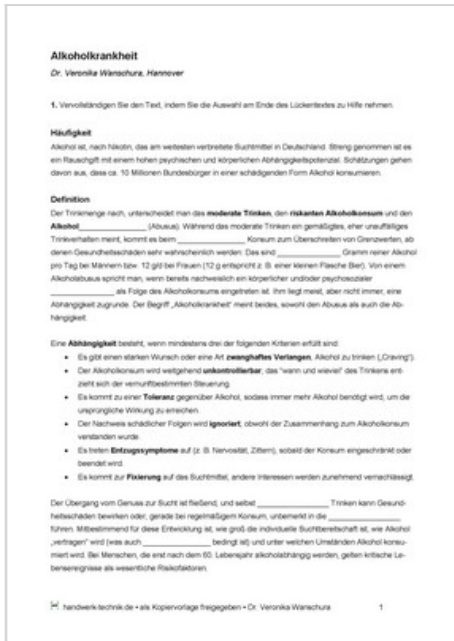 Alkoholkrankheit
Dr. Veronika Wanschura, Hannover
1. Vervollständigen Sie den Text, indem Sie die Auswahl am Ende des Lückentextes zu Hilfe nehmen.
Häufigkeit
Alkohol ist, nach Nikotin, das am weitesten verbreitete Suchtmittel in Deutschland. Streng genommen ist es
ein Rauschgift mit einem hohen psychischen und körperlichen Abhängigkeitspotenzial. Schätzungen gehen
davon aus, dass ca. 10 Millionen Bundesbürger in einer schädigenden Form Alkohol konsumieren.
Definition
Der Trinkmenge nach, unterscheidet man das moderate Trinken, den riskanten Alkoholkonsum und den
Alkohol____________________ (Abusus). Während das moderate Trinken ein gemäßigtes, eher unauffälliges
Trinkverhalten meint, kommt es beim ____________________ Konsum zum Überschreiten von Grenzwerten, ab
denen Gesundheitsschäden sehr wahrscheinlich werden: Das sind ____________________ Gramm reiner Alkohol
pro Tag bei Männern bzw. 12 g/d bei Frauen (12 g entspricht z. B. einer kleinen Flasche Bier). Von einem
Alkoholabusus spricht man, wenn bereits nachweislich ein körperlicher und/oder psychosozialer
____________________ als Folge des Alkoholkonsums eingetreten ist. Ihm liegt meist, aber nicht immer, eine
Abhängigkeit zugrunde. Der Begriff „Alkoholkrankheit" meint beides, sowohl den Abusus als auch die Ab-
hängigkeit.
Eine Abhängigkeit besteht, wenn mindestens drei der folgenden Kriterien erfüllt sind:
• Es gibt einen starken Wunsch oder eine Art zwanghaftes Verlangen, Alkohol zu trinken („Craving").
• Der Alkoholkonsum wird weitgehend unkontrollierbar; das "wann und wieviel" des Trinkens ent-
zieht sich der vernunftbestimmten Steuerung.
• Es kommt zu einer Toleranz gegenüber Alkohol, sodass immer mehr Alkohol benötigt wird, um die
ursprüngliche Wirkung zu erreichen.
• Der Nachweis schädlicher Folgen wird ignoriert, obwohl der Zusammenhang zum Alkoholkonsum
verstanden wurde.
• Es treten Entzugssymptome auf (z. B. Nervosität, Zittern), sobald der Konsum eingeschränkt oder
beendet wird.
• Es kommt zur Fixierung auf das Suchtmittel, andere Interessen werden zunehmend vernachlässigt.
Der Übergang vom Genuss zur Sucht ist fließend; und selbst ____________________ Trinken kann Gesund-
heitsschäden bewirken oder, gerade bei regelmäßigem Konsum, unbemerkt in die ____________________
führen. Mitbestimmend für diese Entwicklung ist, wie groß die individuelle Suchtbereitschaft ist, wie Alkohol
„vertragen" wird (was auch ____________________ bedingt ist) und unter welchen Umständen Alkohol konsu-
miert wird. Bei Menschen, die erst nach dem 60. Lebensjahr alkoholabhängig werden, gelten kritische Le-
bensereignisse als wesentliche Risikofaktoren.
handwerk-technik.de • als Kopiervorlage freigegeben • Dr. Veronika Wanschura 1